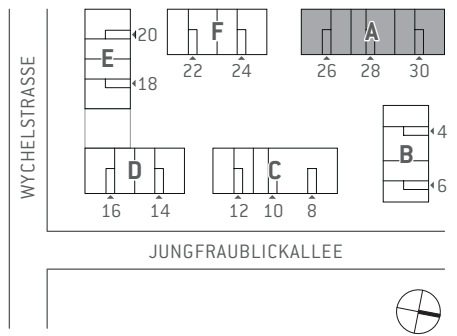 F
A
E
20
18
22
24
26
28
30
B
4
6
D
C
16
14
12
10
8
WYCHELSTRASSE
JUNGFRAUBLICKALLEE